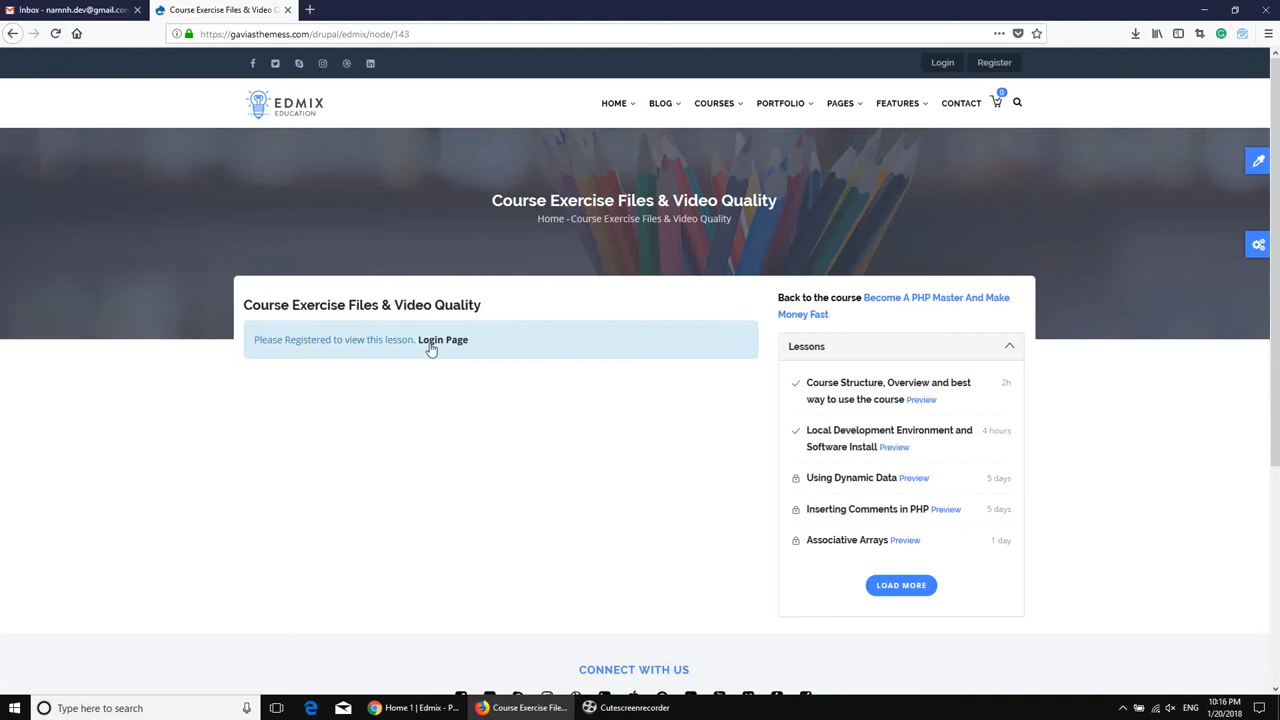 Inbox - namnh.dev@gmail.com
Course Exercise Files & Video Q
https://gaviasthemess.com/drupal/edmix/node/143
Login
Register
EDMIX
EDUCATION
HOME
BLOG
COURSES
PORTFOLIO
PAGES
FEATURES
CONTACT
0
Course Exercise Files & Video Quality
Home - Course Exercise Files & Video Quality
Course Exercise Files & Video Quality
Please Registered to view this lesson. Login Page
Back to the course Become A PHP Master And Make
Money Fast
Lessons
Course Structure, Overview and best 2h
way to use the course Preview
Local Development Environment and 4 hours
Software Install Preview
Using Dynamic Data Preview 5 days
Inserting Comments in PHP Preview 5 days
Associative Arrays Preview 1 day
LOAD MORE
CONNECT WITH US
Type here to search
Home 1 | Edmix - P...
Course Exercise File...
Cutescreenrecorder
ENG
10:16 PM
1/20/2018